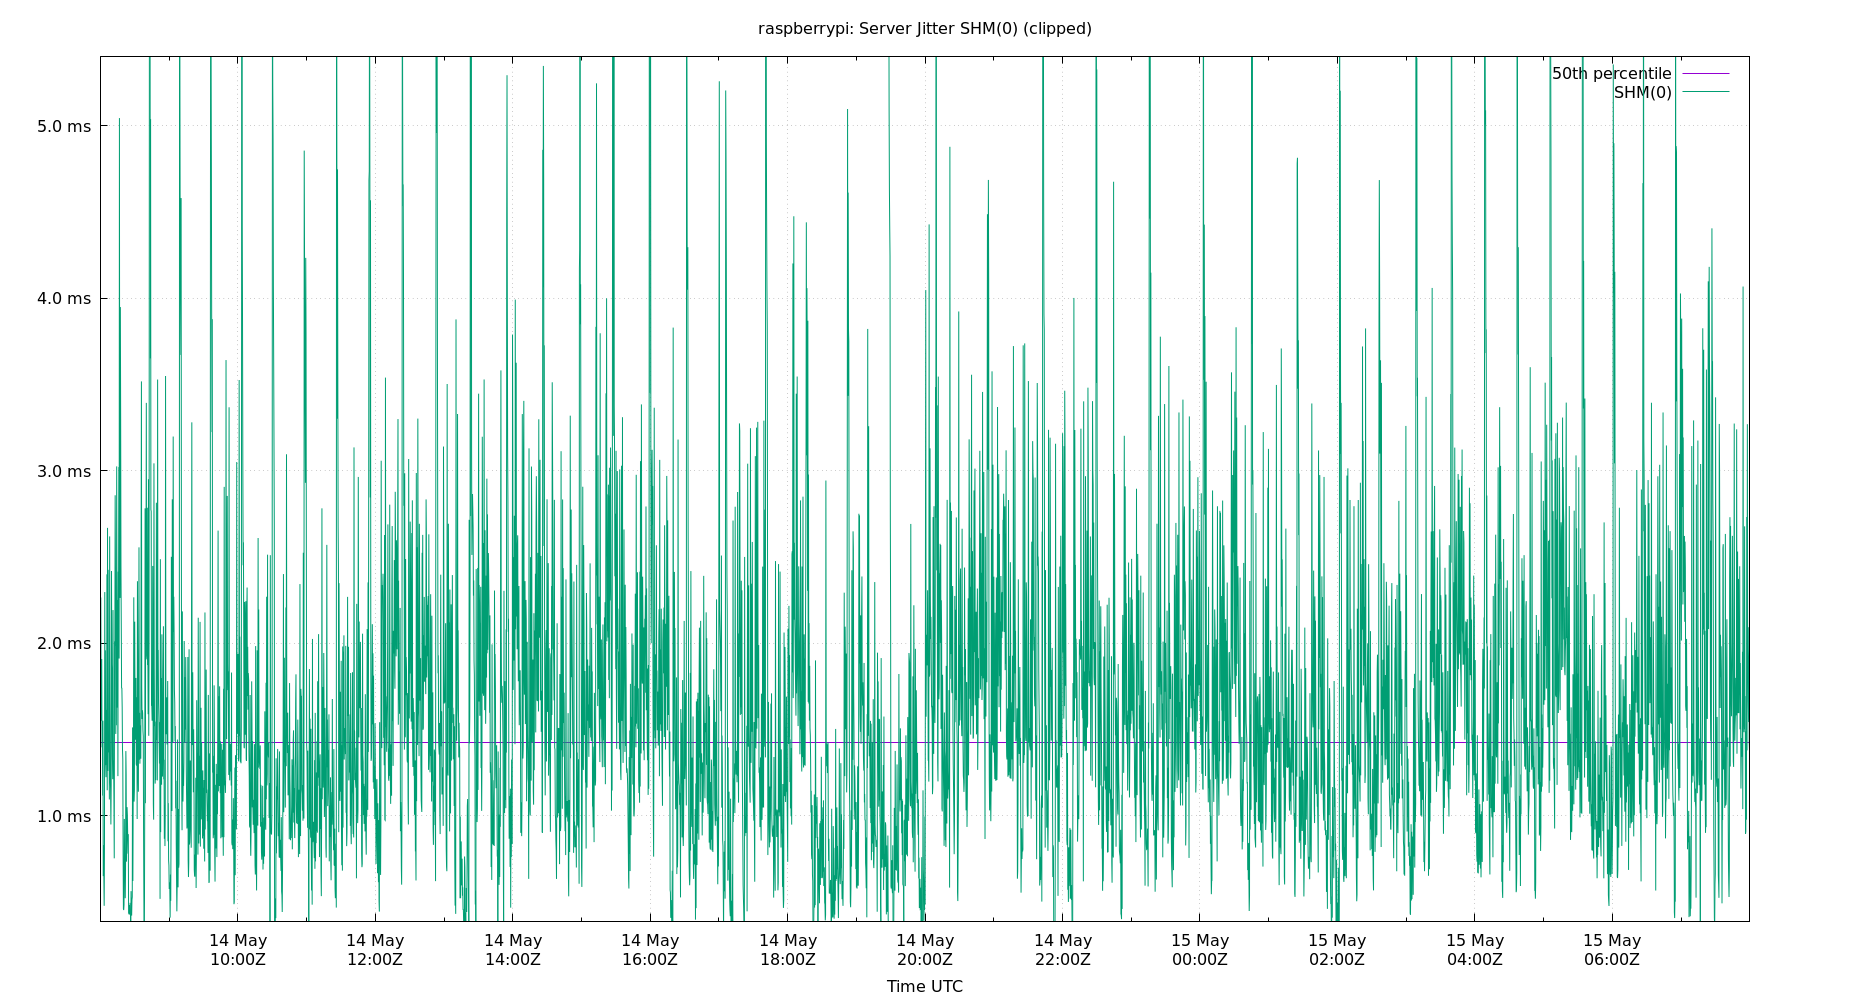 raspberrypi: Server Jitter SHM(0) (clipped)
50th percentile
SHM(0)
5.0 ms
4.0 ms
3.0 ms
2.0 ms
1.0 ms
14 May 14 May 14 May 14 May 14 May 14 May 14 May 15 May 15 May 15 May 15 May
10:00Z 12:00Z 14:00Z 16:00Z 18:00Z 20:00Z 22:00Z 00:00Z 02:00Z 04:00Z 06:00Z
Time UTC